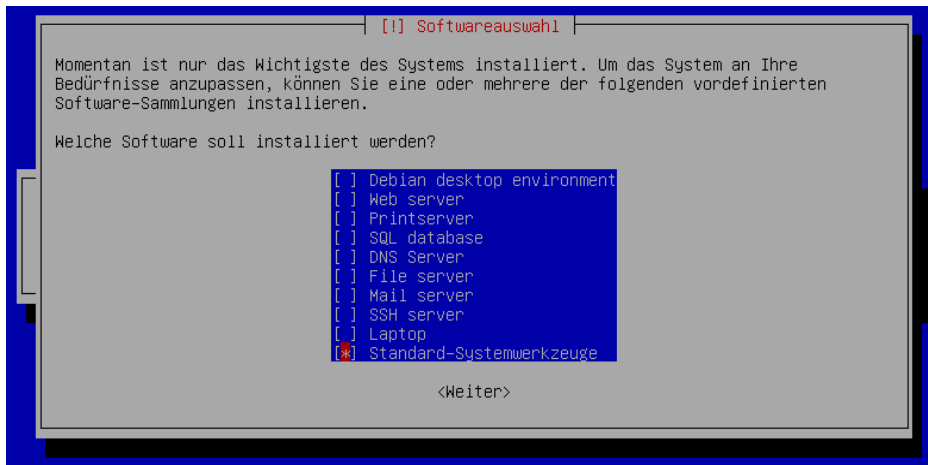 [!] Softwareauswahl
Momentan ist nur das Wichtigste des Systems installiert. Um das System an Ihre
Bedürfnisse anzupassen, können Sie eine oder mehrere der folgenden vordefinierten
Software-Sammlungen installieren.
Welche Software soll installiert werden?
[ ] Debian desktop environment
[ ] Web server
[ ] Printserver
[ ] SQL database
[ ] DNS Server
[ ] File server
[ ] Mail server
[ ] SSH server
[ ] Laptop
[*] Standard-Systemwerkzeuge
<Weiter>